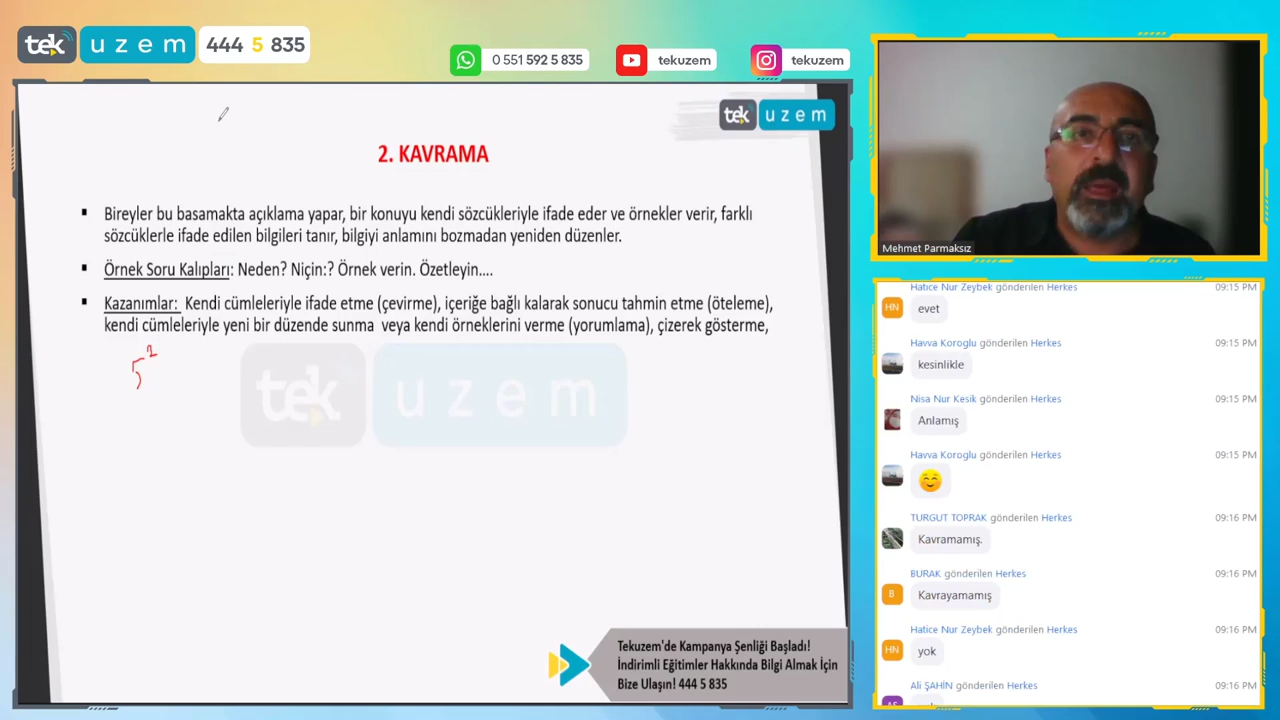 tek uzem 444 5 835
0 551 592 5 835
tekuzem
tekuzem
tek uzem
2. KAVRAMA
▪ Bireyler bu basamakta açıklama yapar, bir konuyu kendi sözcükleriyle ifade eder ve örnekler verir, farklı
sözcüklerle ifade edilen bilgileri tanır, bilgiyi anlamını bozmadan yeniden düzenler.
▪ Örnek Soru Kalıpları: Neden? Niçin:? Örnek verin. Özetleyin....
▪ Kazanımlar: Kendi cümleleriyle ifade etme (çevirme), içeriğe bağlı kalarak sonucu tahmin etme (öteleme),
kendi cümleleriyle yeni bir düzende sunma veya kendi örneklerini verme (yorumlama), çizerek gösterme,
5²
tek uzem
Tekuzem'de Kampanya Şenliği Başladı!
İndirimli Eğitimler Hakkında Bilgi Almak İçin
Bize Ulaşın! 444 5 835
Mehmet Parmaksız
Hatice Nur Zeybek gönderilen Herkes 09:15 PM
HN evet
Havva Koroglu gönderilen Herkes 09:15 PM
kesinlikle
Nisa Nur Kesik gönderilen Herkes 09:15 PM
Anlamış
Havva Koroglu gönderilen Herkes 09:15 PM
TURGUT TOPRAK gönderilen Herkes 09:16 PM
Kavramamış.
BURAK gönderilen Herkes 09:16 PM
B Kavrayamamış
Hatice Nur Zeybek gönderilen Herkes 09:16 PM
HN yok
Ali ŞAHİN gönderilen Herkes 09:16 PM